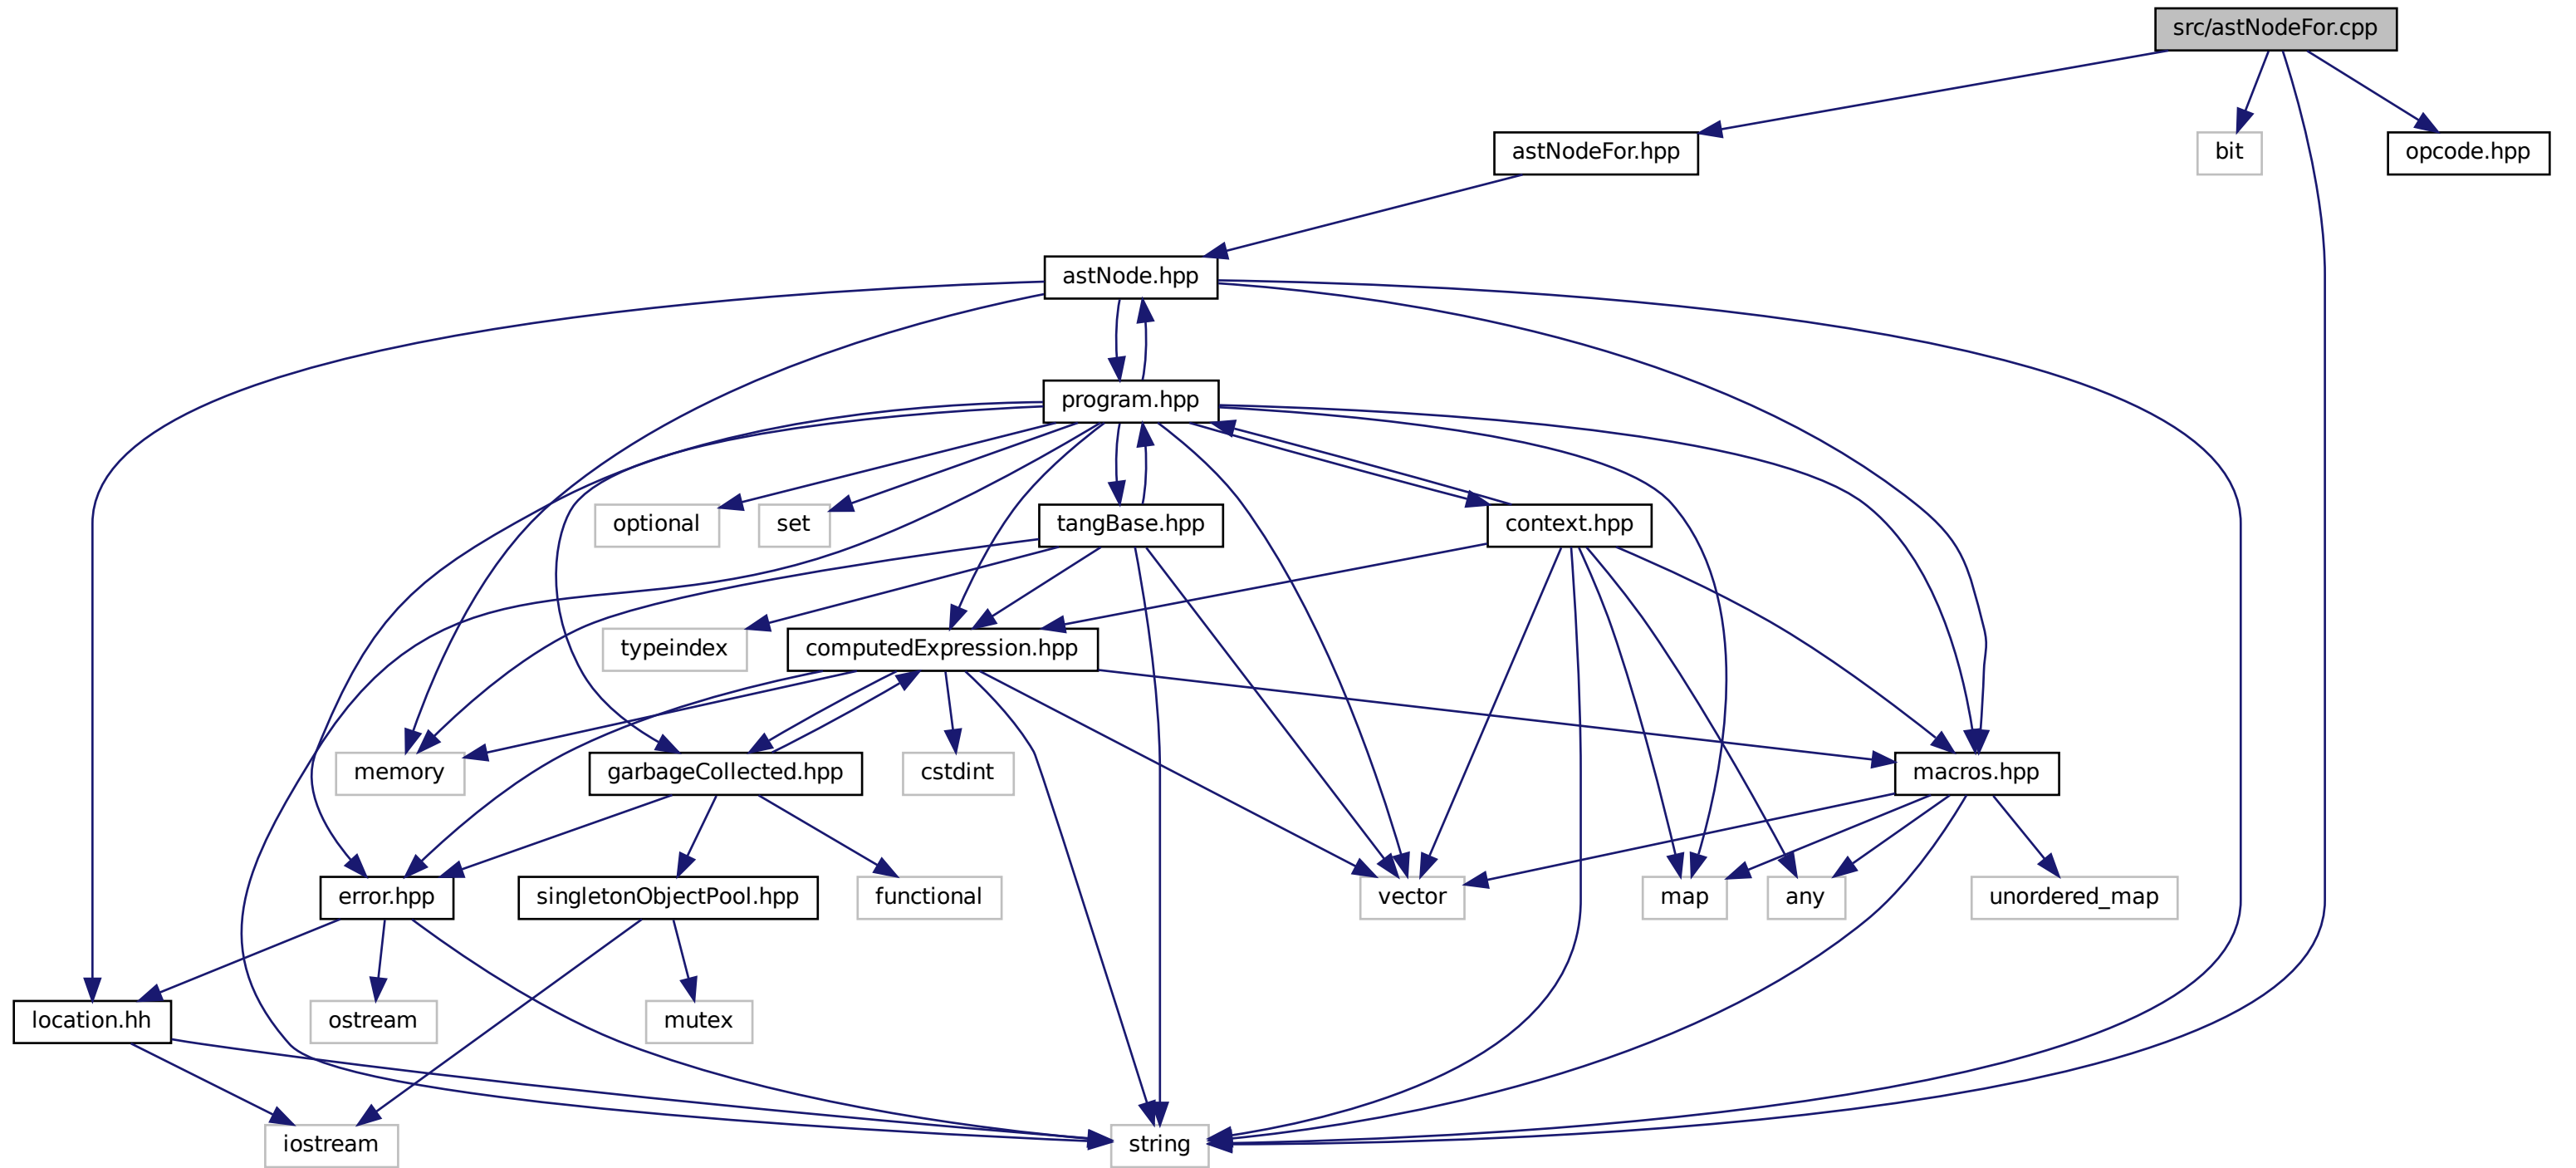 src/astNodeFor.cpp
astNodeFor.hpp
bit
opcode.hpp
astNode.hpp
program.hpp
optional
set
tangBase.hpp
context.hpp
typeindex
computedExpression.hpp
memory
garbageCollected.hpp
cstdint
macros.hpp
error.hpp
singletonObjectPool.hpp
functional
vector
map
any
unordered_map
location.hh
ostream
mutex
iostream
string